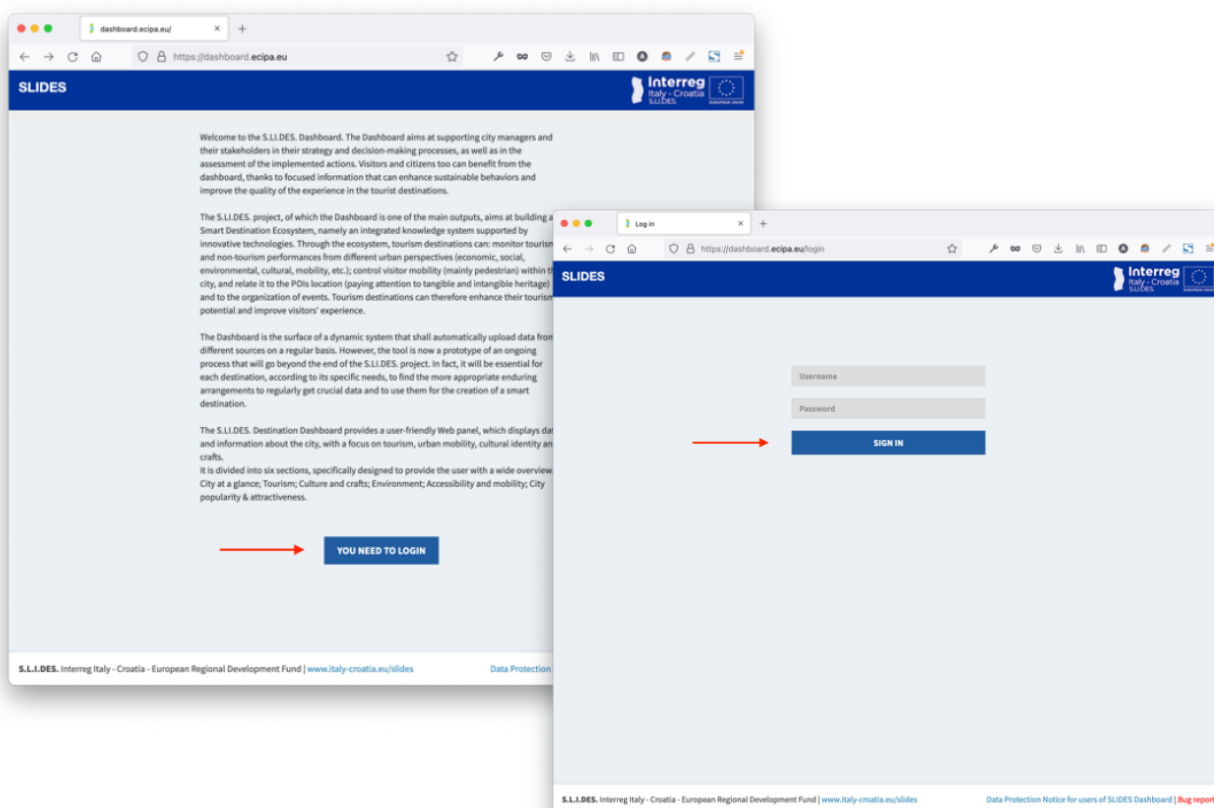 dashboard.ecipa.eu/
https://dashboard.ecipa.eu
SLIDES
Interreg
Italy - Croatia
S.LI.DES.
EUROPEAN UNION
Welcome to the S.LI.DES. Dashboard. The Dashboard aims at supporting city managers and
their stakeholders in their strategy and decision-making processes, as well as in the
assessment of the implemented actions. Visitors and citizens too can benefit from the
dashboard, thanks to focused information that can enhance sustainable behaviors and
improve the quality of the experience in the tourist destinations.
The S.LI.DES. project, of which the Dashboard is one of the main outputs, aims at building a
Smart Destination Ecosystem, namely an integrated knowledge system supported by
innovative technologies. Through the ecosystem, tourism destinations can: monitor tourism
and non-tourism performances from different urban perspectives (economic, social,
environmental, cultural, mobility, etc.); control visitor mobility (mainly pedestrian) within
city, and relate it to the POIs location (paying attention to tangible and intangible heritage)
and to the organization of events. Tourism destinations can therefore enhance their tourism
potential and improve visitors' experience.
The Dashboard is the surface of a dynamic system that shall automatically upload data from
different sources on a regular basis. However, the tool is now a prototype of an ongoing
process that will go beyond the end of the S.LI.DES. project. In fact, it will be essential for
each destination, according to its specific needs, to find the more appropriate enduring
arrangements to regularly get crucial data and to use them for the creation of a smart
destination.
The S.LI.DES. Destination Dashboard provides a user-friendly Web panel, which displays
and information about the city, with a focus on tourism, urban mobility, cultural identity
crafts.
It is divided into six sections, specifically designed to provide the user with a wide overview
City at a glance; Tourism; Culture and crafts; Environment; Accessibility and mobility; City
popularity & attractiveness.
YOU NEED TO LOGIN
S.L.I.DES. Interreg Italy - Croatia - European Regional Development Fund | www.italy-croatia.eu/slides
Data Protection
Log in
https://dashboard.ecipa.eu/login
SLIDES
Interreg
Italy - Croatia
S.LI.DES.
Username
Password
SIGN IN
S.L.I.DES. Interreg Italy - Croatia - European Regional Development Fund | www.italy-croatia.eu/slides
Data Protection Notice for users of SLIDES Dashboard | Bug report